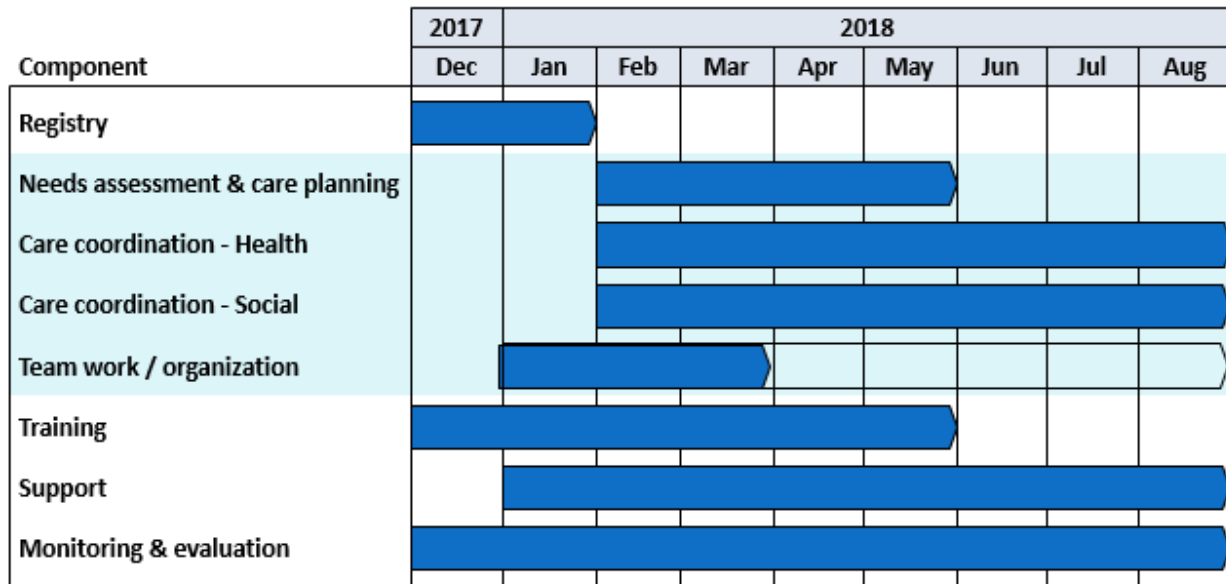 2017 2018
Component Dec Jan Feb Mar Apr May Jun Jul Aug
Registry
Needs assessment & care planning
Care coordination - Health
Care coordination - Social
Team work / organization
Training
Support
Monitoring & evaluation